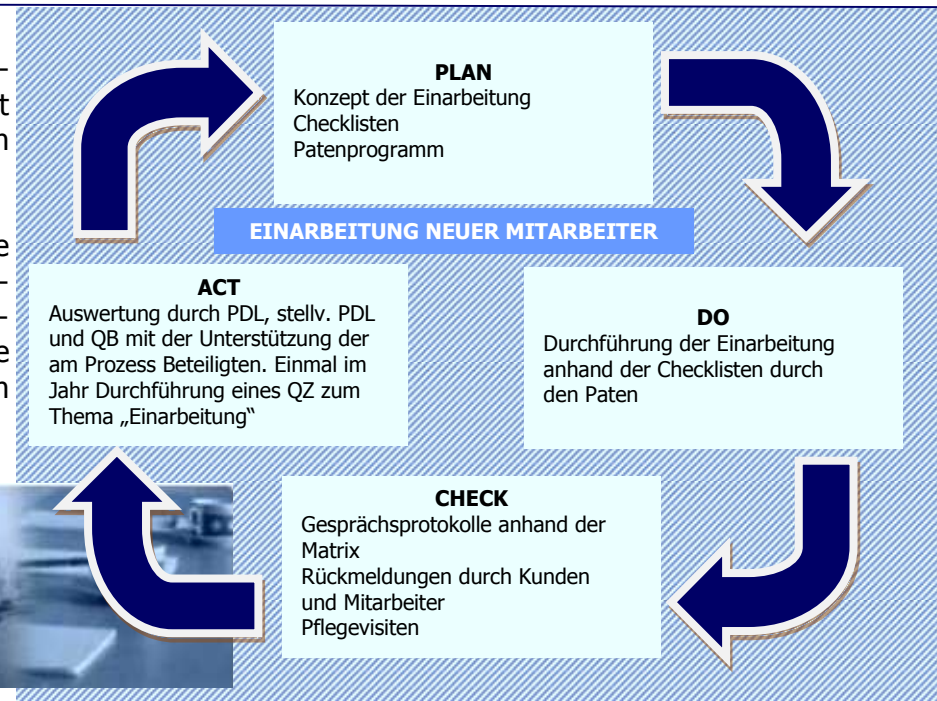 PLAN
Konzept der Einarbeitung
Checklisten
Patenprogramm
EINARBEITUNG NEUER MITARBEITER
ACT
Auswertung durch PDL, stellv. PDL
und QB mit der Unterstützung der
am Prozess Beteiligten. Einmal im
Jahr Durchführung eines QZ zum
Thema „Einarbeitung“
DO
Durchführung der Einarbeitung
anhand der Checklisten durch
den Paten
CHECK
Gesprächsprotokolle anhand der
Matrix
Rückmeldungen durch Kunden
und Mitarbeiter
Pflegevisiten